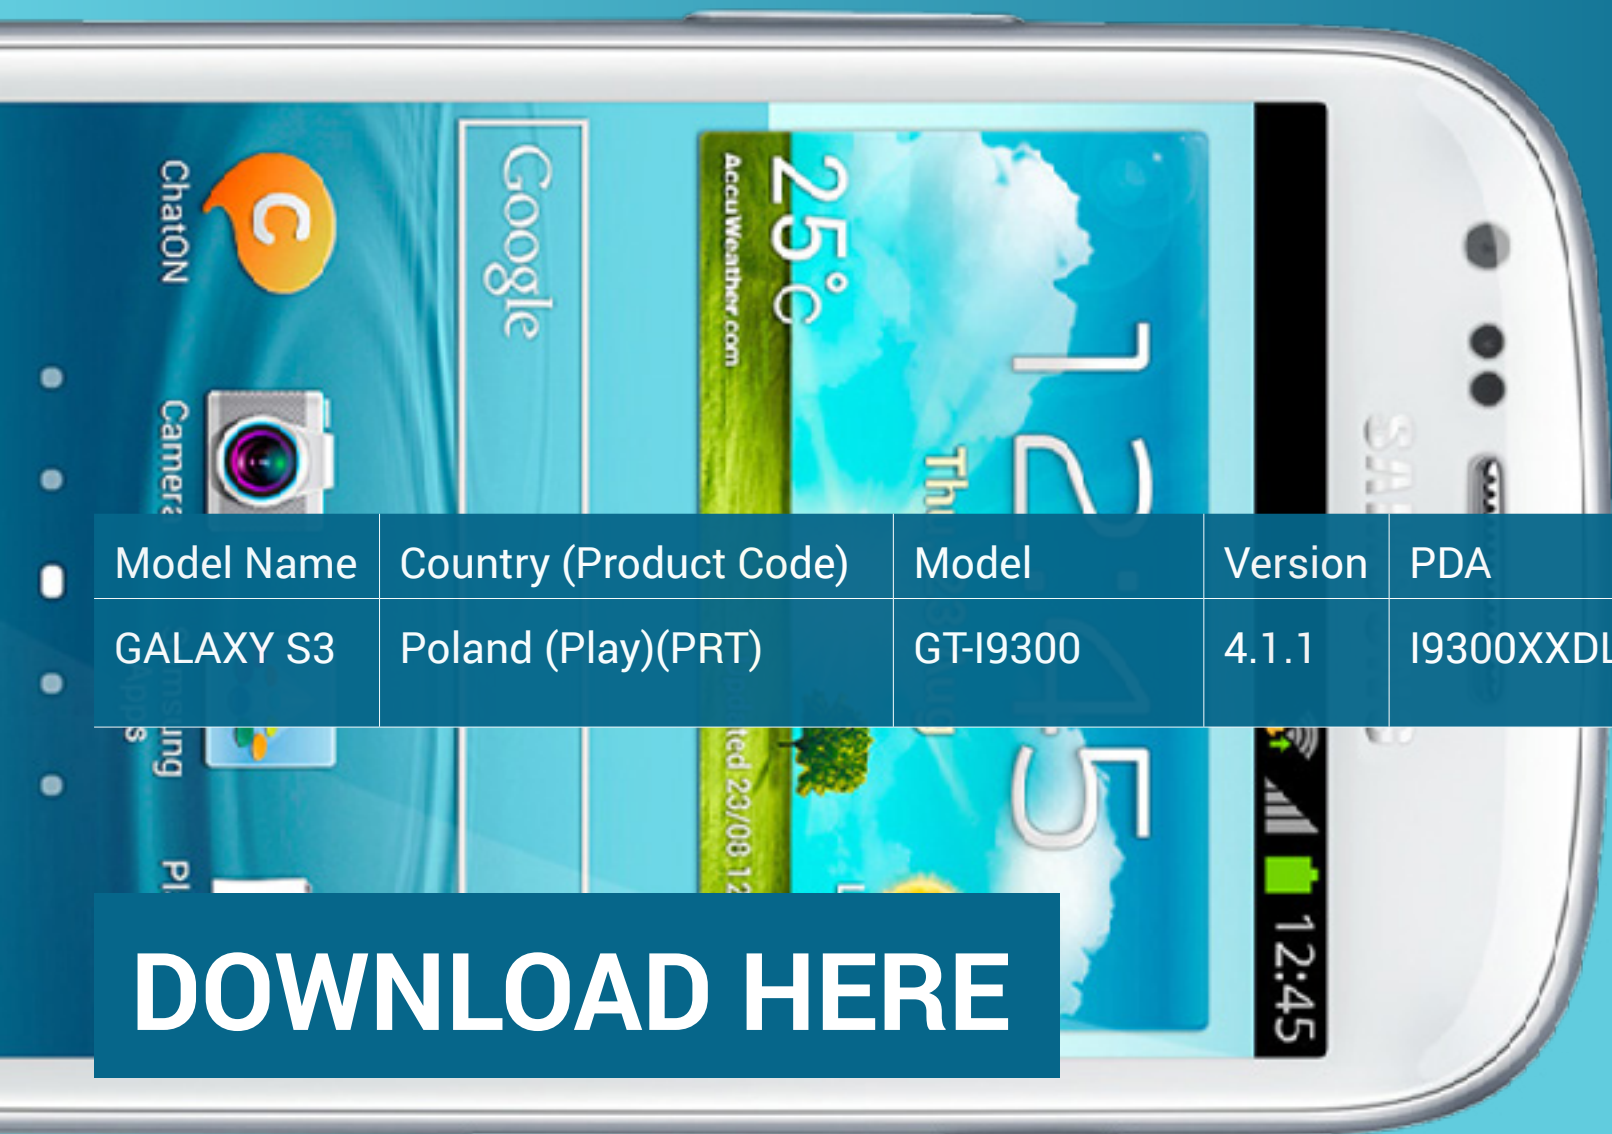 ChatON
Camera
Google
AccuWeather.com
25°C
12:45
12:45
Model Name Country (Product Code) Model Version PDA
GALAXY S3 Poland (Play)(PRT) GT-I9300 4.1.1 I9300XXDL
DOWNLOAD HERE